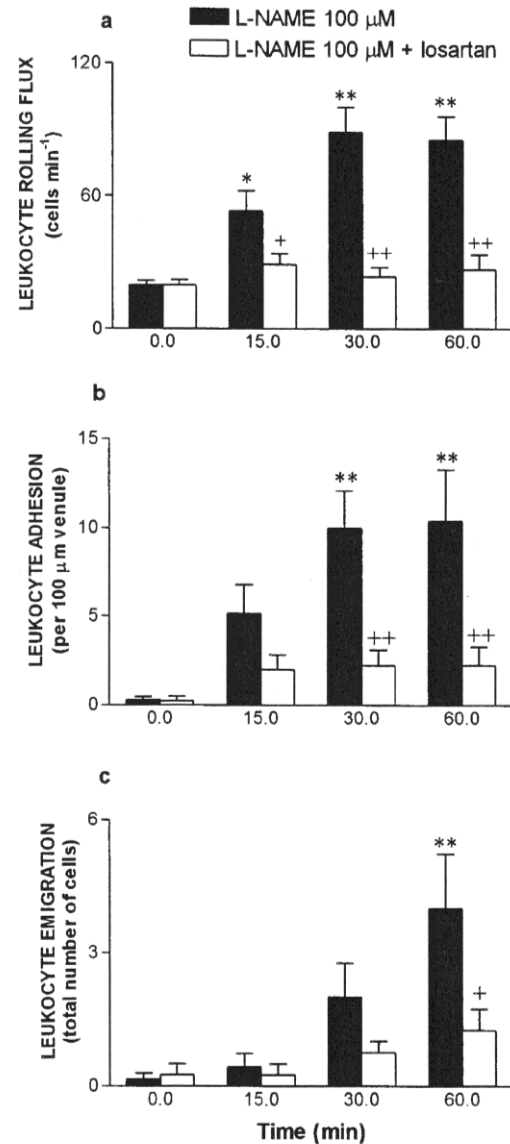 a
L-NAME 100 μM
L-NAME 100 μM + losartan
LEUKOCYTE ROLLING FLUX
(cells min⁻¹)
120
60
0
*
**
**
+
++
++
0.0 15.0 30.0 60.0
b
LEUKOCYTE ADHESION
(per 100 μm venule)
15
10
5
0
**
**
++
++
0.0 15.0 30.0 60.0
c
LEUKOCYTE EMIGRATION
(total number of cells)
6
3
0
**
+
0.0 15.0 30.0 60.0
Time (min)